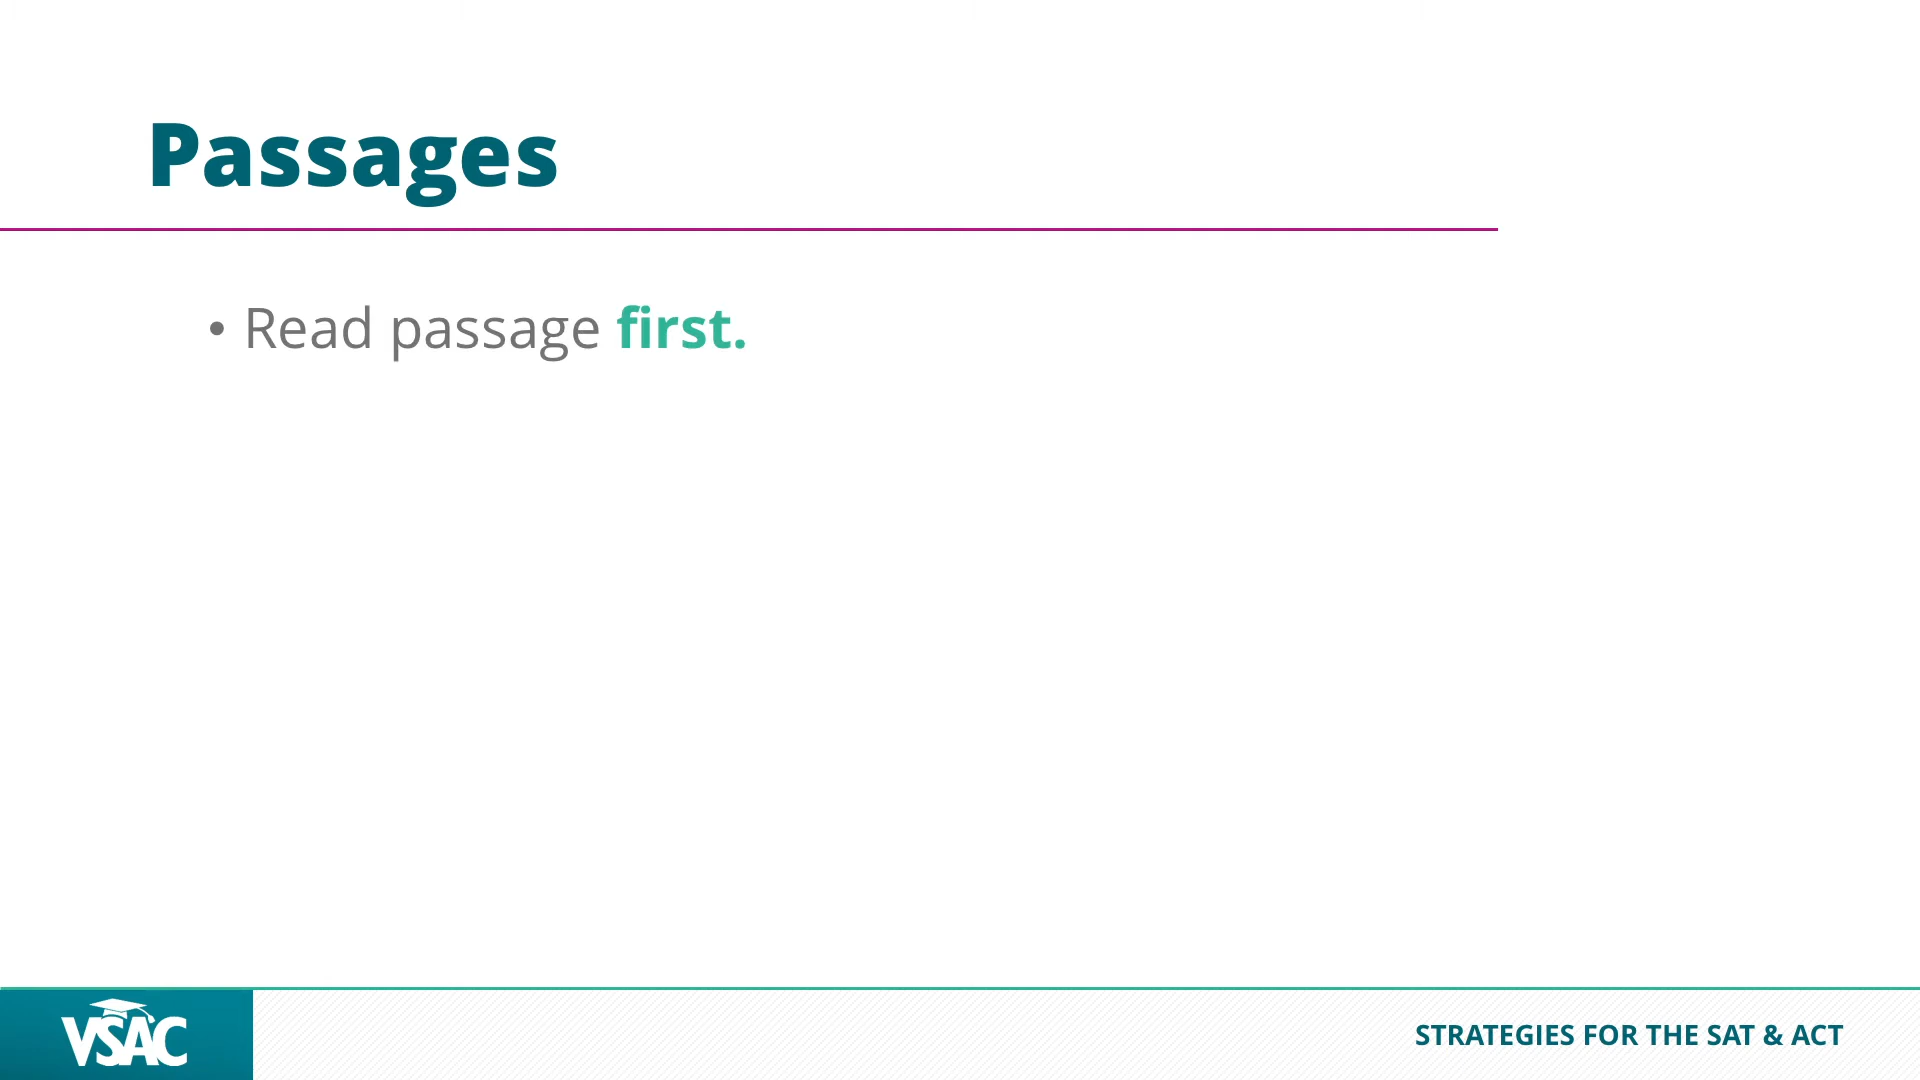 Passages
• Read passage first.
VSAC
STRATEGIES FOR THE SAT & ACT